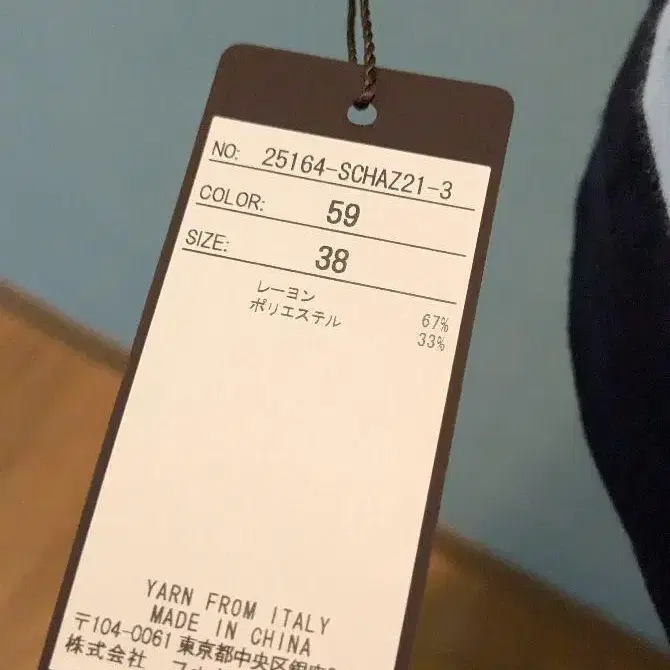 NO: 25164-SCHAZ21-3
COLOR: 59
SIZE: 38
レーヨン 67%
ポリエステル 33%
YARN FROM ITALY
MADE IN CHINA
〒104-0061 東京都中央区銀座
株式会社